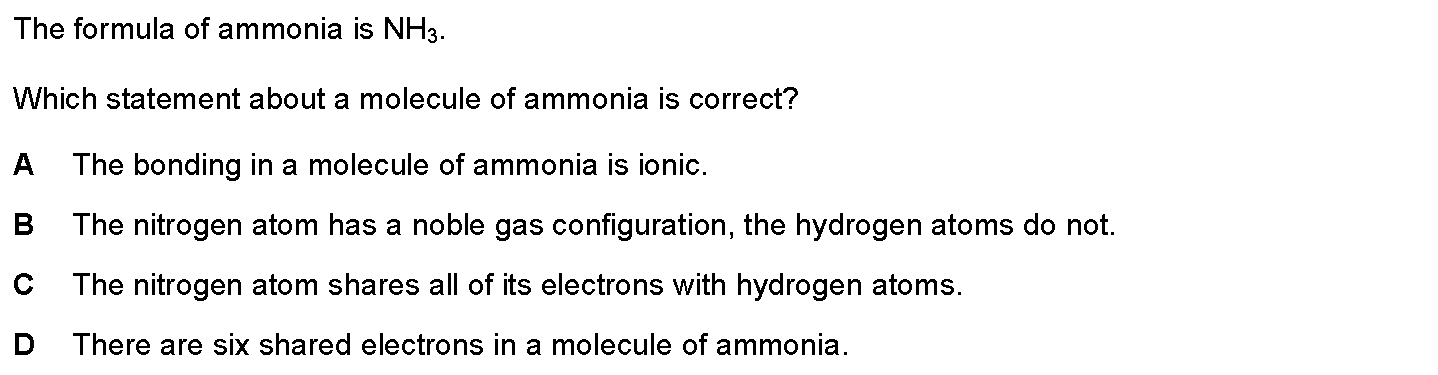 The formula of ammonia is NH₃.
Which statement about a molecule of ammonia is correct?
A The bonding in a molecule of ammonia is ionic.
B The nitrogen atom has a noble gas configuration, the hydrogen atoms do not.
C The nitrogen atom shares all of its electrons with hydrogen atoms.
D There are six shared electrons in a molecule of ammonia.